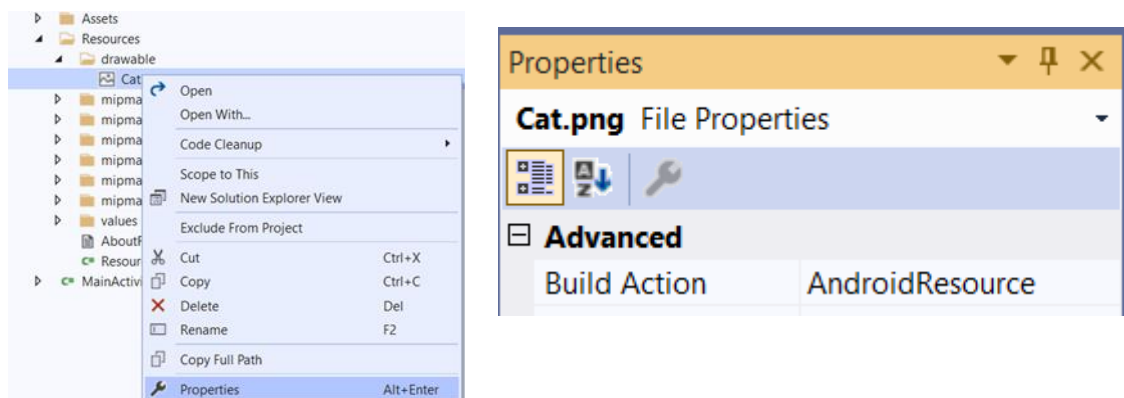 Assets
Resources
drawable
Cat
Open
mipma
Open With...
mipma
mipma
Code Cleanup
mipma
Scope to This
mipma
mipma
New Solution Explorer View
values
Exclude From Project
AboutR
Resour
Cut Ctrl+X
MainActivi
Copy Ctrl+C
Delete Del
Rename F2
Copy Full Path
Properties Alt+Enter
Properties
Cat.png File Properties
Advanced
Build Action AndroidResource